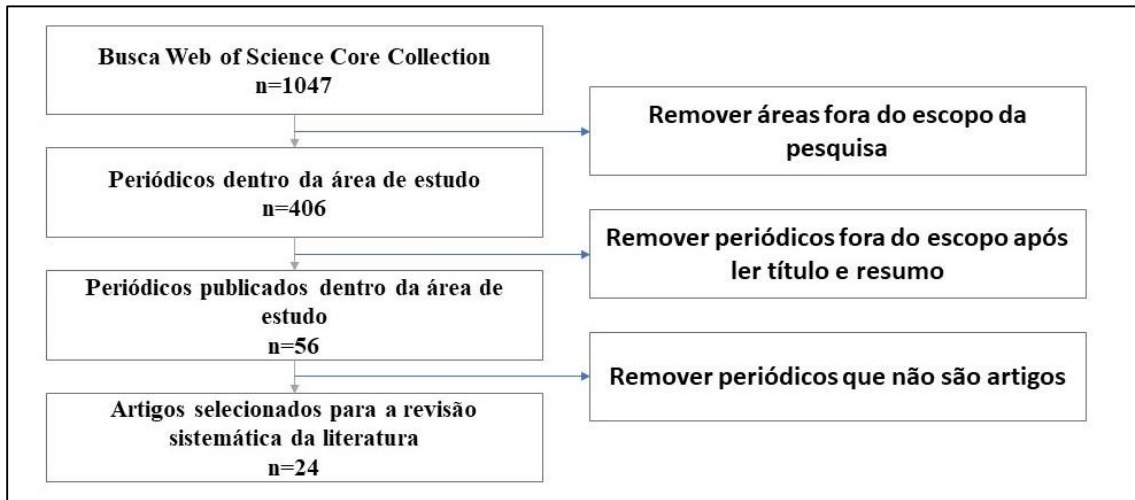 Busca Web of Science Core Collection
n=1047
Remover áreas fora do escopo da
pesquisa
Periódicos dentro da área de estudo
n=406
Remover periódicos fora do escopo após
ler título e resumo
Periódicos publicados dentro da área de
estudo
n=56
Remover periódicos que não são artigos
Artigos selecionados para a revisão
sistemática da literatura
n=24